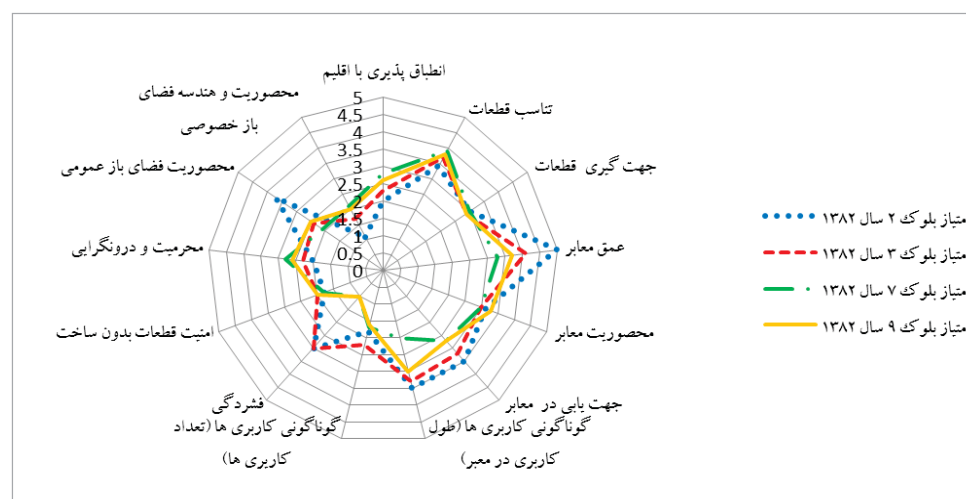 انطباق پذیری با اقلیم
تناسب قطعات
جهت گیری قطعات
عمق معابر
محصوریت معابر
جهت یابی در معابر
گوناگونی کاربری ها (طول
کاربری در معبر)
گوناگونی کاربری ها (تعداد
کاربری ها)
فشردگی
امنیت قطعات بدون ساخت
محرمیت و درونگرایی
محصوریت فضای باز عمومی
محصوریت و هندسه فضای
باز خصوصی
5
4.5
4
3.5
3
2.5
2
1.5
1
0.5
0
متیاز بلوک ۲ سال ۱۳۸۲
متیاز بلوک ۳ سال ۱۳۸۲
متیاز بلوک ۷ سال ۱۳۸۲
متیاز بلوک ۹ سال ۱۳۸۲